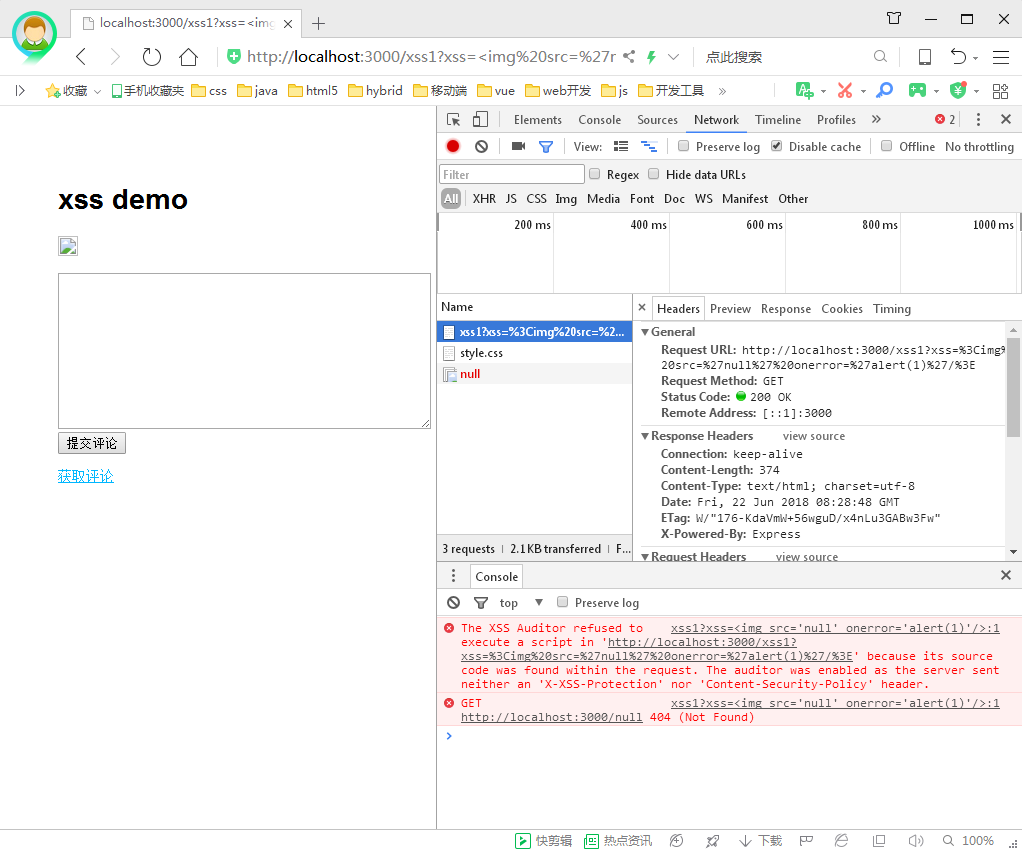 localhost:3000/xss1?xss=<img
http://localhost:3000/xss1?xss=<img%20src=%27r
点此搜索
收藏 手机收藏夹 css java html5 hybrid 移动端 vue web开发 js 开发工具 »
xss demo
提交评论
获取评论
Elements Console Sources Network Timeline Profiles » 2
View: Preserve log Disable cache Offline No throttling
Filter Regex Hide data URLs
All XHR JS CSS Img Media Font Doc WS Manifest Other
200 ms 400 ms 600 ms 800 ms 1000 ms
Name
xss1?xss=%3Cimg%20src=%2...
style.css
null
3 requests | 2.1 KB transferred | F...
× Headers Preview Response Cookies Timing
General
Request URL: http://localhost:3000/xss1?xss=%3Cimg%
20src=%27null%27%20onerror=%27alert(1)%27/%3E
Request Method: GET
Status Code: 200 OK
Remote Address: [::1]:3000
Response Headers view source
Connection: keep-alive
Content-Length: 374
Content-Type: text/html; charset=utf-8
Date: Fri, 22 Jun 2018 08:28:48 GMT
ETag: W/"176-KdaVmW+56wguD/x4nLu3GABw3Fw"
X-Powered-By: Express
Request Headers view source
Console
top Preserve log
The XSS Auditor refused to xss1?xss=<img src='null' onerror='alert(1)'/>:1
execute a script in 'http://localhost:3000/xss1?
xss=%3Cimg%20src=%27null%27%20onerror=%27alert(1)%27/%3E' because its source
code was found within the request. The auditor was enabled as the server sent
neither an 'X-XSS-Protection' nor 'Content-Security-Policy' header.
GET xss1?xss=<img src='null' onerror='alert(1)'/>:1
http://localhost:3000/null 404 (Not Found)
快剪辑 热点资讯 下载 100%